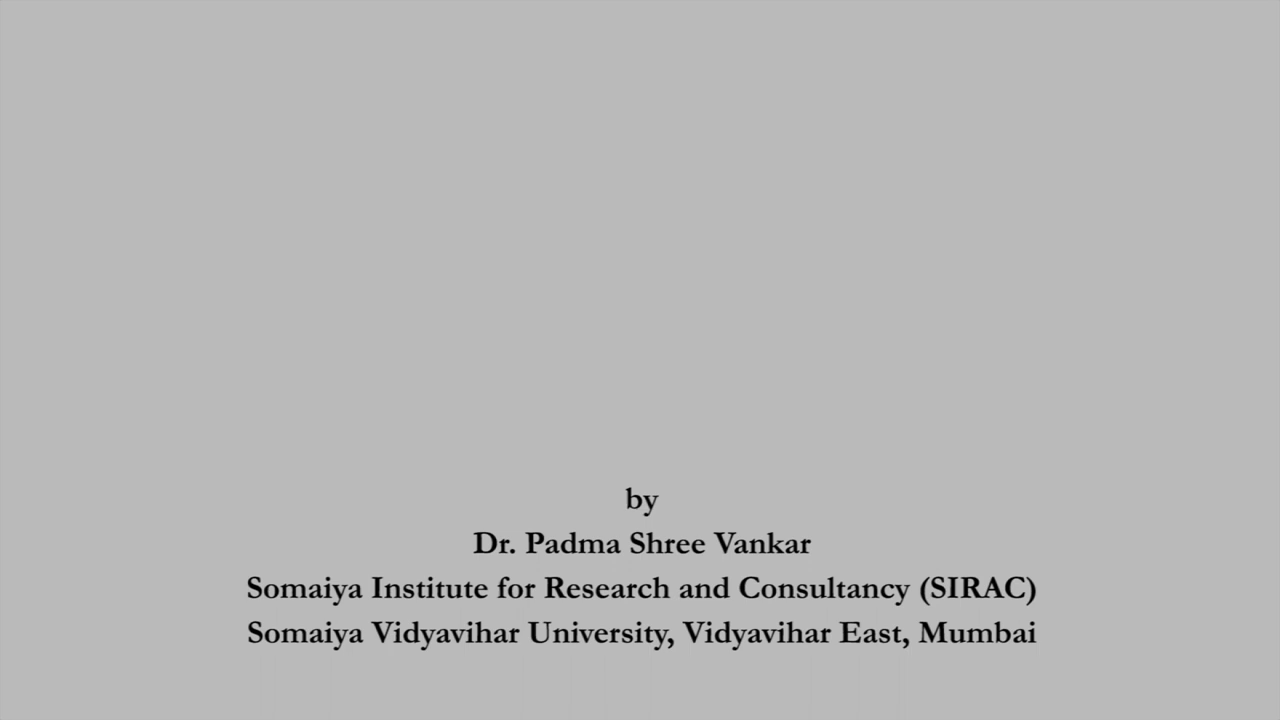 by
Dr. Padma Shree Vankar
Somaiya Institute for Research and Consultancy (SIRAC)
Somaiya Vidyavihar University, Vidyavihar East, Mumbai